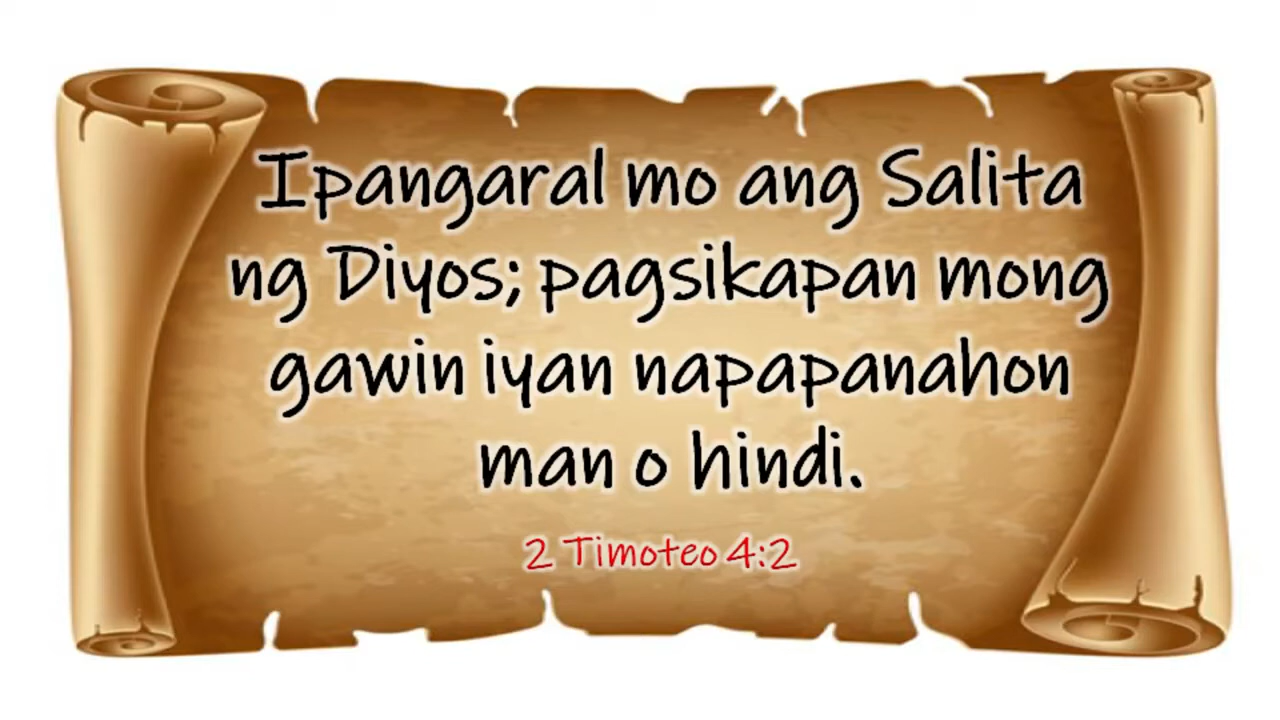 Ipangaral mo ang Salita
ng Diyos; pagsikapan mong
gawin iyan napapanahon
man o hindi.
2 Timoteo 4:2